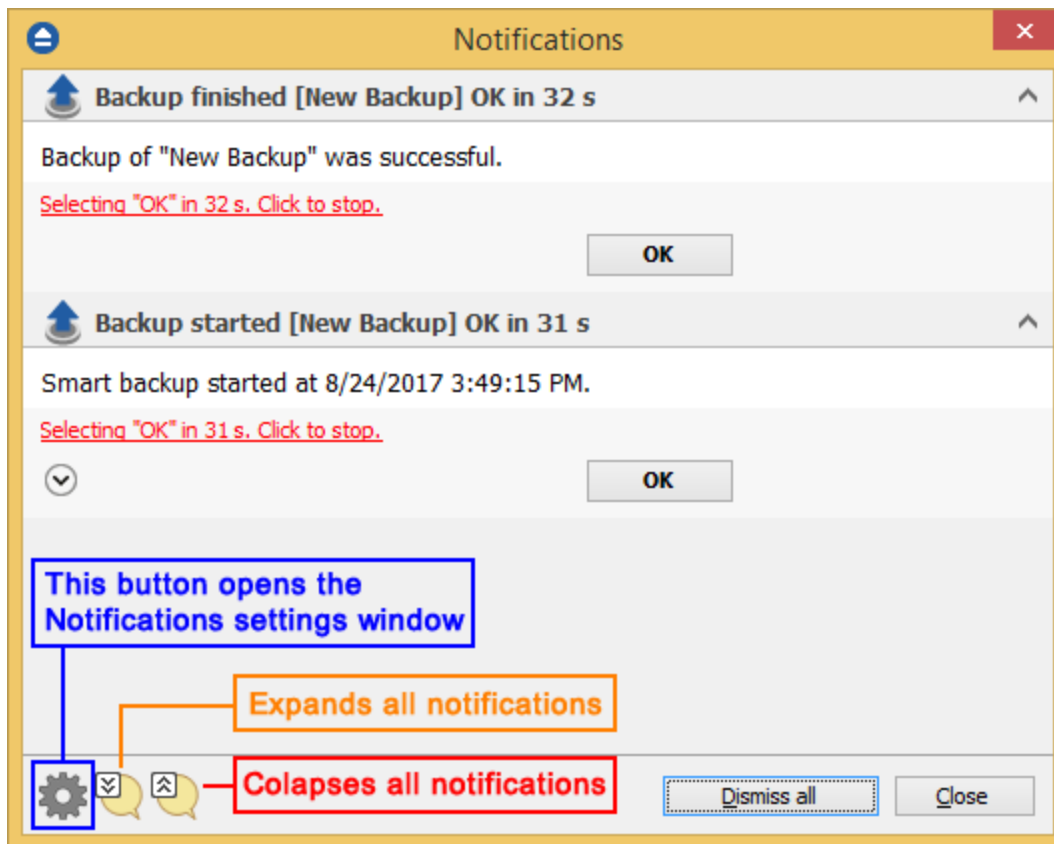 Notifications
Backup finished [New Backup] OK in 32 s
Backup of "New Backup" was successful.
Selecting "OK" in 32 s. Click to stop.
OK
Backup started [New Backup] OK in 31 s
Smart backup started at 8/24/2017 3:49:15 PM.
Selecting "OK" in 31 s. Click to stop.
OK
This button opens the
Notifications settings window
Expands all notifications
Colapses all notifications
Dismiss all
Close